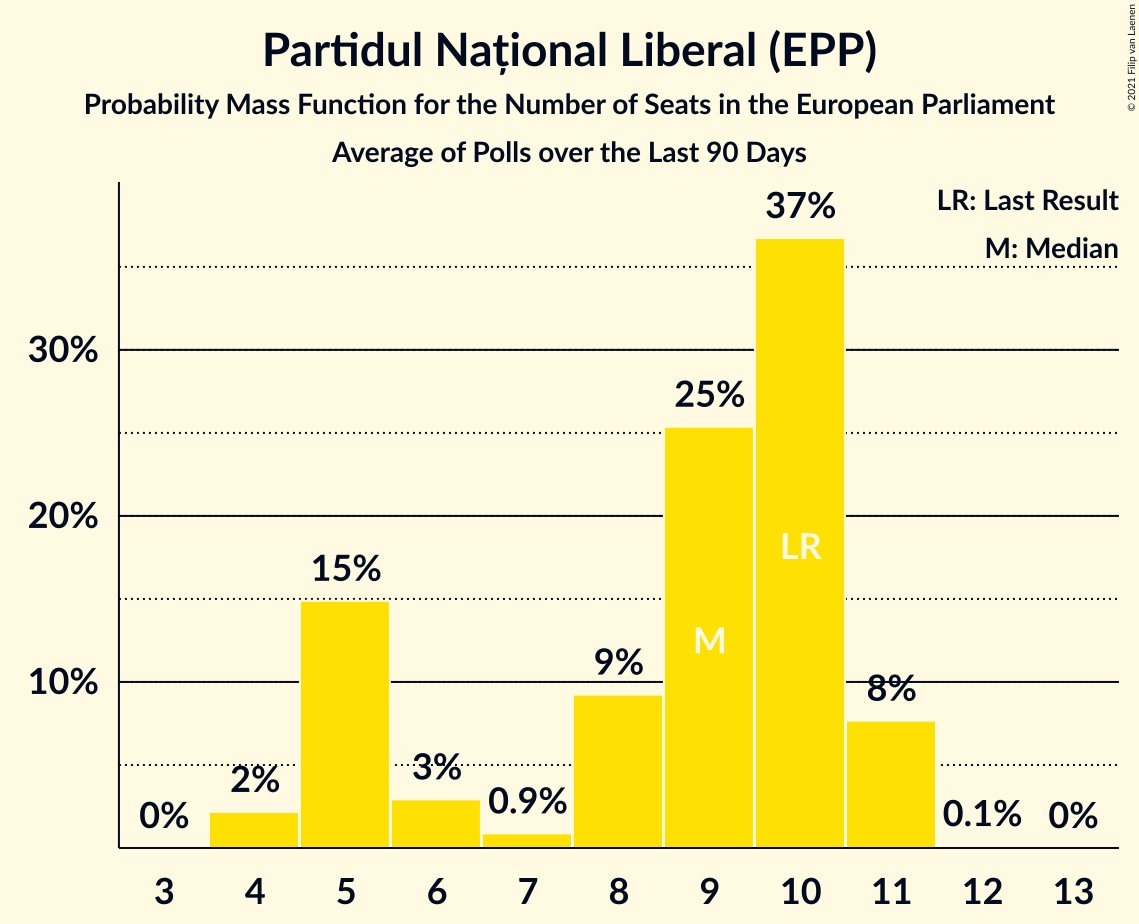 Partidul Național Liberal (EPP)
Probability Mass Function for the Number of Seats in the European Parliament
Average of Polls over the Last 90 Days
© 2021 Filip van Laenen
LR: Last Result
M: Median
30%
20%
10%
0%
2%
15%
3%
0.9%
9%
25%
37%
8%
0.1%
0%
M
LR
3 4 5 6 7 8 9 10 11 12 13